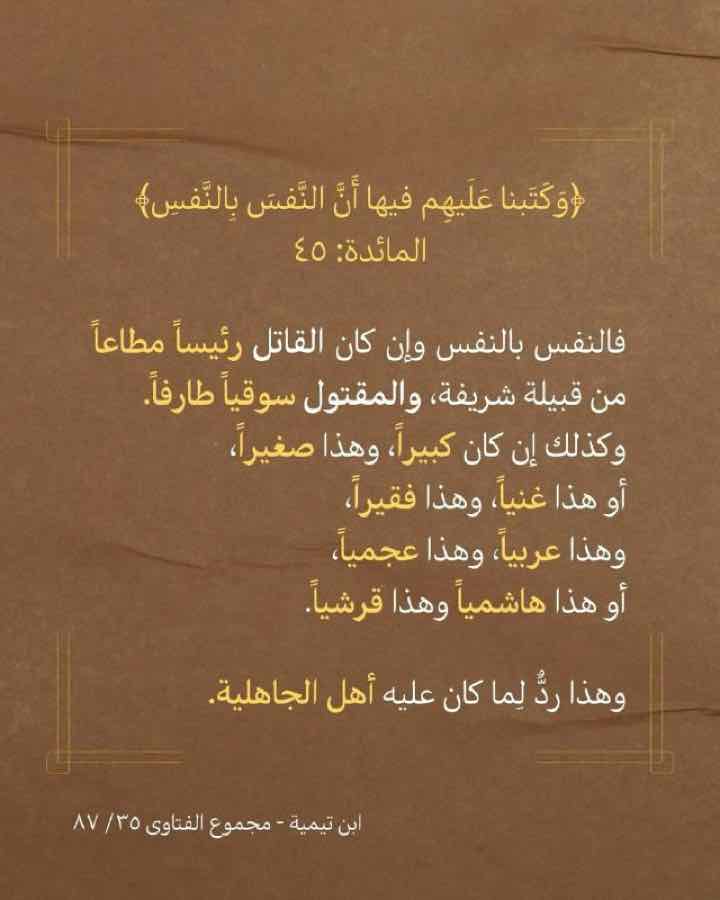 ﴿وَكَتَبنا عَلَيهِم فيها أَنَّ النَّفسَ بِالنَّفسِ﴾
المائدة: ٤٥
فالنفس بالنفس وإن كان القاتل رئيساً مطاعاً
من قبيلة شريفة، والمقتول سوقياً طارفاً.
وكذلك إن كان كبيراً، وهذا صغيراً،
أو هذا غنياً، وهذا فقيراً،
وهذا عربياً، وهذا عجمياً،
أو هذا هاشمياً وهذا قرشياً.
وهذا ردٌّ لِما كان عليه أهل الجاهلية.
ابن تيمية - مجموع الفتاوى ٣٥/ ٨٧